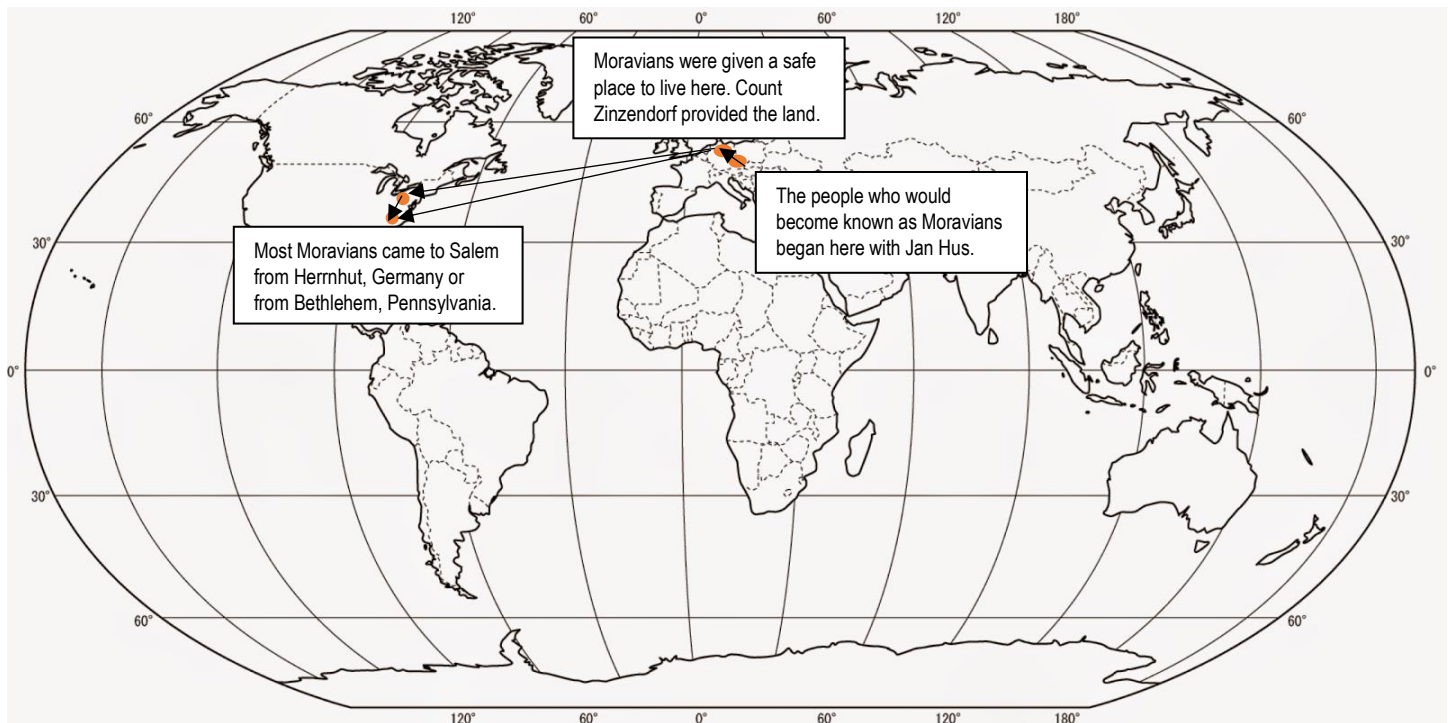 120° 60° 0° 60° 120° 180°
Moravians were given a safe
place to live here. Count
Zinzendorf provided the land.
60° 60°
The people who would
become known as Moravians
began here with Jan Hus.
30° 30°
Most Moravians came to Salem
from Herrnhut, Germany or
from Bethlehem, Pennsylvania.
0° 0°
30° 30°
60° 60°
120° 60° 0° 60° 120° 180°